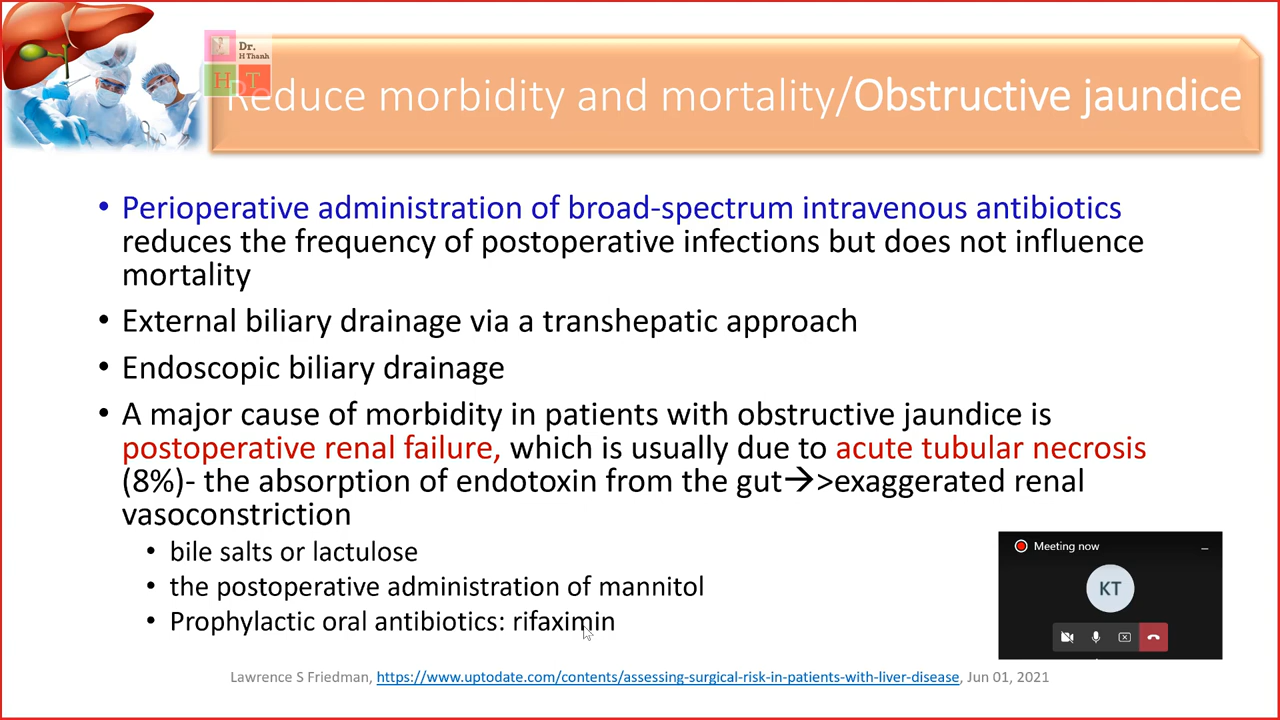 Dr.
H Thanh
H T
Reduce morbidity and mortality/Obstructive jaundice
• Perioperative administration of broad-spectrum intravenous antibiotics
reduces the frequency of postoperative infections but does not influence
mortality
• External biliary drainage via a transhepatic approach
• Endoscopic biliary drainage
• A major cause of morbidity in patients with obstructive jaundice is
postoperative renal failure, which is usually due to acute tubular necrosis
(8%)- the absorption of endotoxin from the gut→>exaggerated renal
vasoconstriction
• bile salts or lactulose
• the postoperative administration of mannitol
• Prophylactic oral antibiotics: rifaximin
Meeting now
KT
Lawrence S Friedman, https://www.uptodate.com/contents/assessing-surgical-risk-in-patients-with-liver-disease, Jun 01, 2021